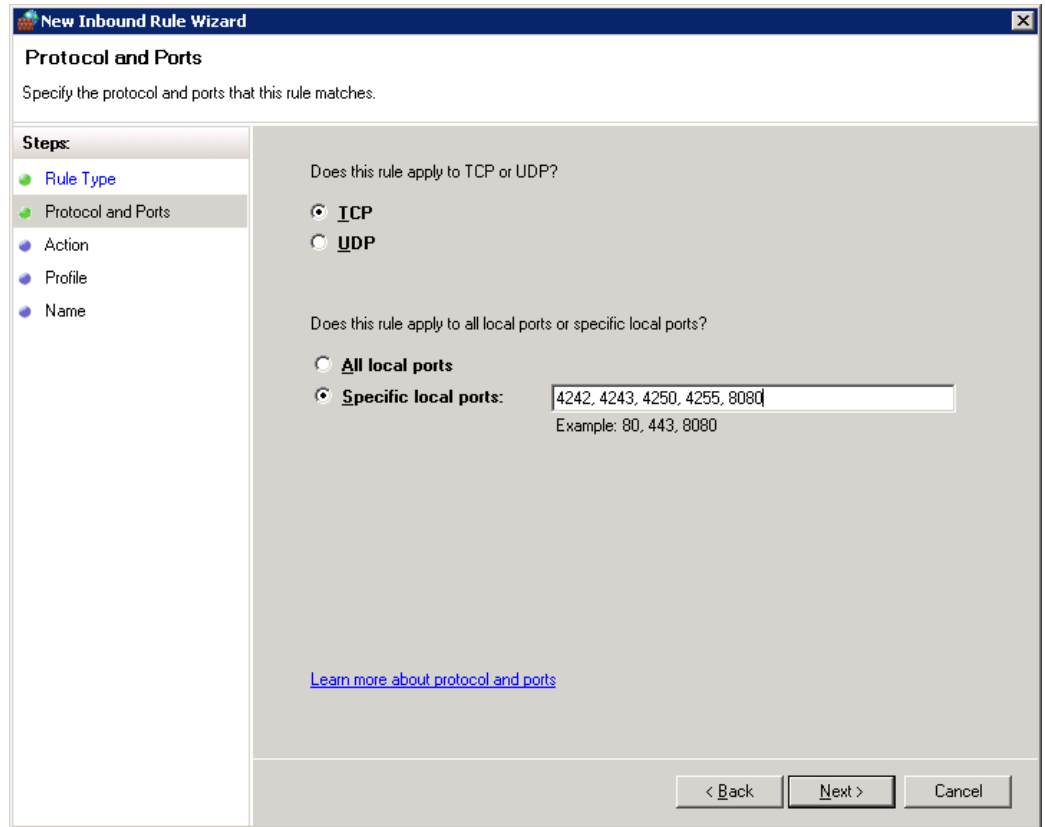 New Inbound Rule Wizard
Protocol and Ports
Specify the protocol and ports that this rule matches.
Steps:
Rule Type
Protocol and Ports
Action
Profile
Name
Does this rule apply to TCP or UDP?
TCP
UDP
Does this rule apply to all local ports or specific local ports?
All local ports
Specific local ports: 4242, 4243, 4250, 4255, 8080
Example: 80, 443, 8080
Learn more about protocol and ports
< Back Next > Cancel